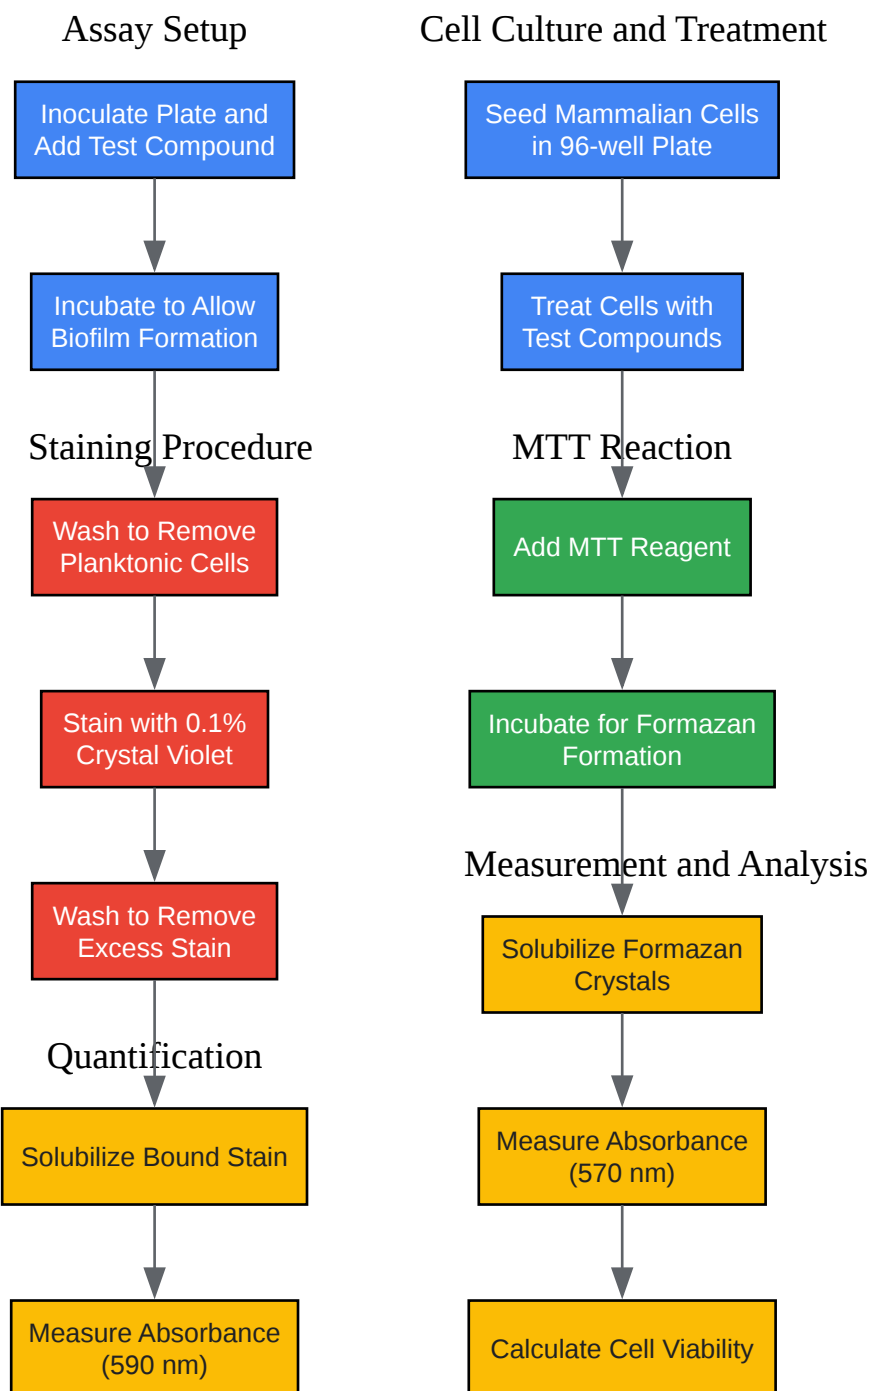 Assay Setup
Inoculate Plate and
Add Test Compound
Incubate to Allow
Biofilm Formation
Staining Procedure
Wash to Remove
Planktonic Cells
Stain with 0.1%
Crystal Violet
Wash to Remove
Excess Stain
Quantification
Solubilize Bound Stain
Measure Absorbance
(590 nm)
Cell Culture and Treatment
Seed Mammalian Cells
in 96-well Plate
Treat Cells with
Test Compounds
MTT Reaction
Add MTT Reagent
Incubate for Formazan
Formation
Measurement and Analysis
Solubilize Formazan
Crystals
Measure Absorbance
(570 nm)
Calculate Cell Viability